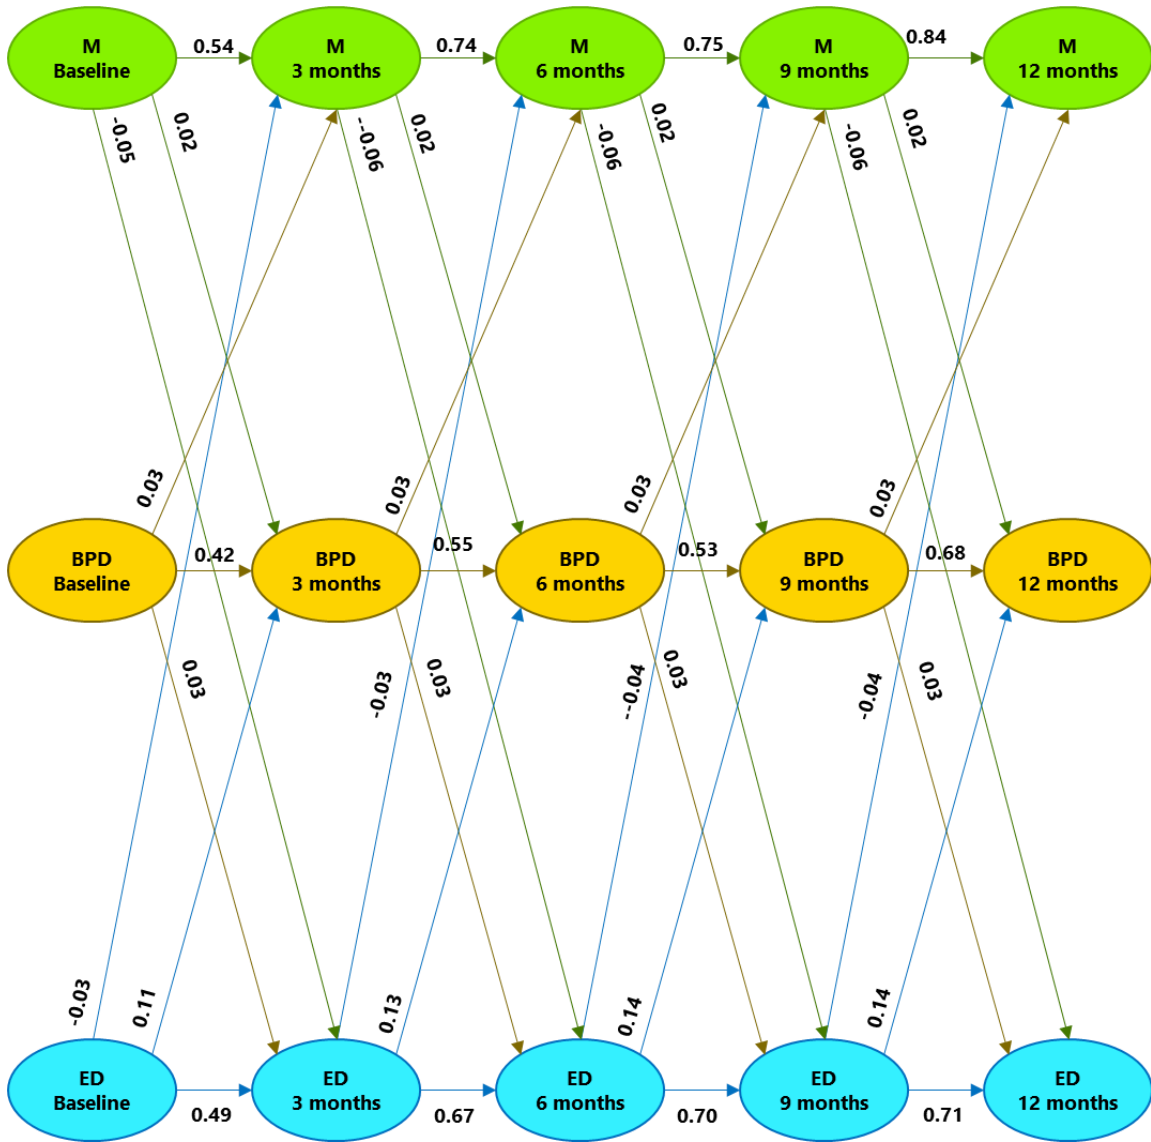 M
Baseline
0.54
M
3 months
0.74
M
6 months
0.75
M
9 months
0.84
M
12 months
-0.05
0.02
--0.06
0.02
-0.06
0.02
-0.06
0.02
0.03
0.03
0.03
0.03
BPD
Baseline
0.42
BPD
3 months
0.55
BPD
6 months
0.53
BPD
9 months
0.68
BPD
12 months
0.03
-0.03
0.03
--0.04
0.03
-0.04
0.03
-0.03
0.11
0.13
0.14
0.14
ED
Baseline
0.49
ED
3 months
0.67
ED
6 months
0.70
ED
9 months
0.71
ED
12 months